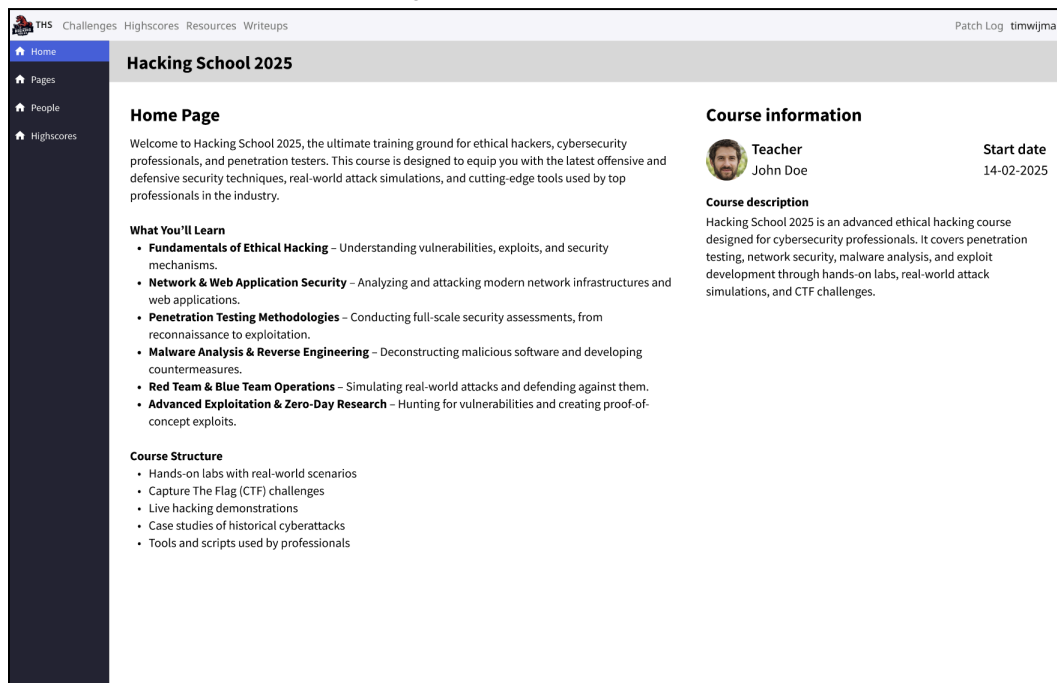 THS Challenges Highscores Resources Writeups
Patch Log timwijma
Home
Pages
People
Highscores
Hacking School 2025
Home Page
Welcome to Hacking School 2025, the ultimate training ground for ethical hackers, cybersecurity
professionals, and penetration testers. This course is designed to equip you with the latest offensive and
defensive security techniques, real-world attack simulations, and cutting-edge tools used by top
professionals in the industry.
What You’ll Learn
• Fundamentals of Ethical Hacking – Understanding vulnerabilities, exploits, and security
mechanisms.
• Network & Web Application Security – Analyzing and attacking modern network infrastructures and
web applications.
• Penetration Testing Methodologies – Conducting full-scale security assessments, from
reconnaissance to exploitation.
• Malware Analysis & Reverse Engineering – Deconstructing malicious software and developing
countermeasures.
• Red Team & Blue Team Operations – Simulating real-world attacks and defending against them.
• Advanced Exploitation & Zero-Day Research – Hunting for vulnerabilities and creating proof-of-
concept exploits.
Course Structure
• Hands-on labs with real-world scenarios
• Capture The Flag (CTF) challenges
• Live hacking demonstrations
• Case studies of historical cyberattacks
• Tools and scripts used by professionals
Course information
Teacher
John Doe
Start date
14-02-2025
Course description
Hacking School 2025 is an advanced ethical hacking course
designed for cybersecurity professionals. It covers penetration
testing, network security, malware analysis, and exploit
development through hands-on labs, real-world attack
simulations, and CTF challenges.